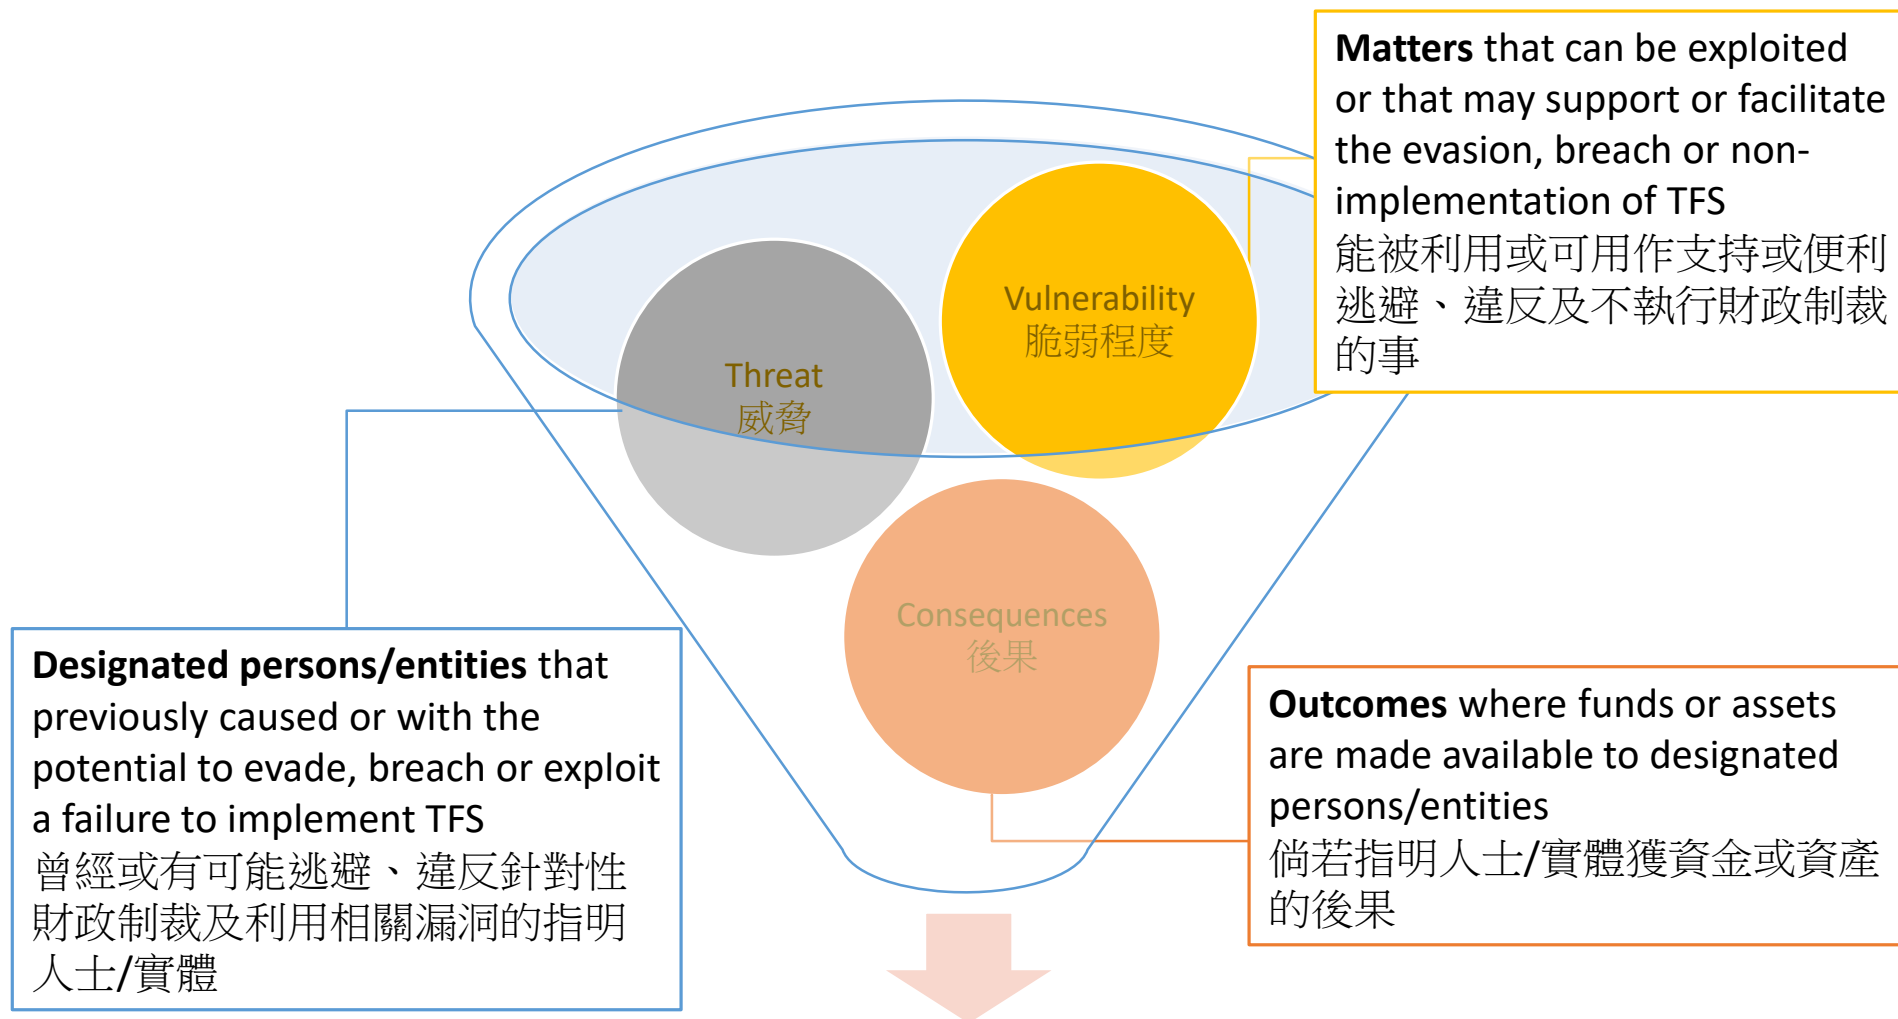 Matters that can be exploited
or that may support or facilitate
the evasion, breach or non-
implementation of TFS
能被利用或可用作支持或便利
逃避、違反及不執行財政制裁
的事
Vulnerability
脆弱程度
Threat
威脅
Consequences
後果
Designated persons/entities that
previously caused or with the
potential to evade, breach or exploit
a failure to implement TFS
曾經或有可能逃避、違反針對性
財政制裁及利用相關漏洞的指明
人士/實體
Outcomes where funds or assets
are made available to designated
persons/entities
倘若指明人士/實體獲資金或資產
的後果